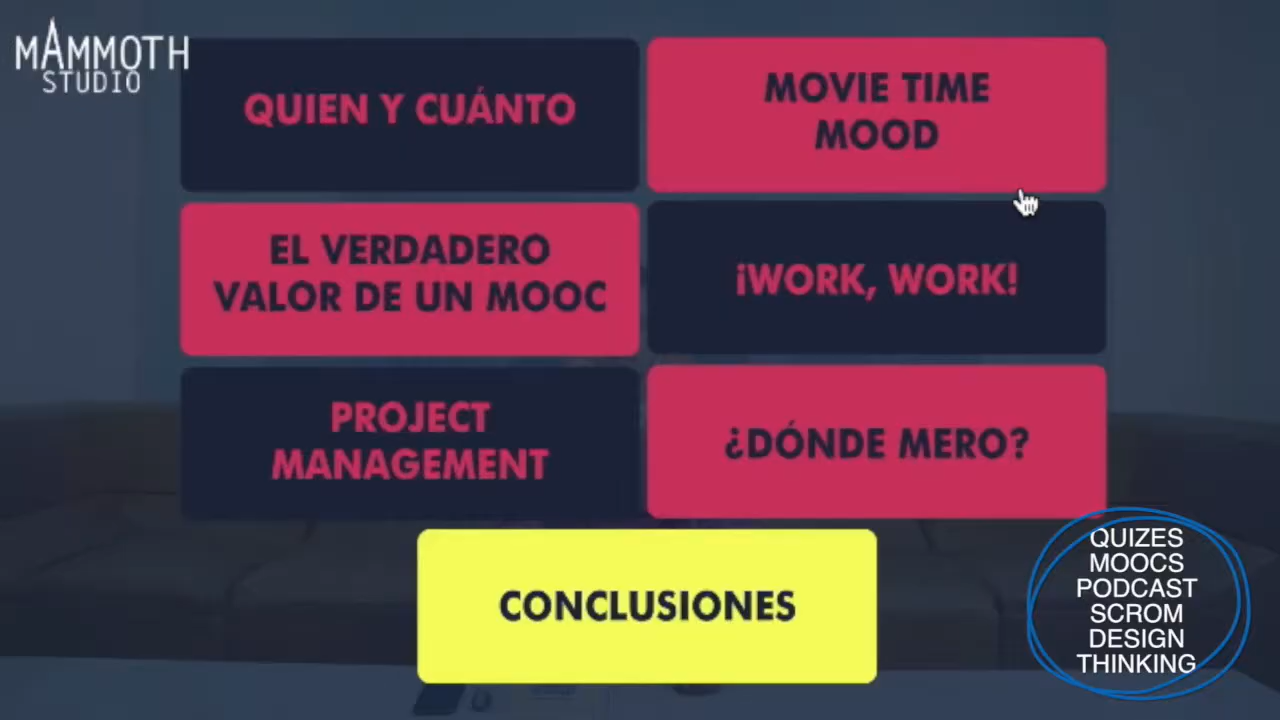 MAMMOTH
STUDIO
QUIEN Y CUÁNTO
MOVIE TIME
MOOD
EL VERDADERO
VALOR DE UN MOOC
¡WORK, WORK!
PROJECT
MANAGEMENT
¿DÓNDE MERO?
CONCLUSIONES
QUIZES
MOOCS
PODCAST
SCROM
DESIGN
THINKING